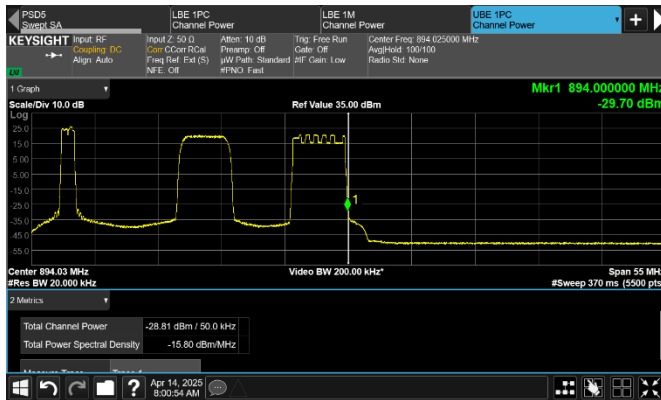 PSD5
Swept SA
LBE 1PC
Channel Power
LBE 1M
Channel Power
UBE 1PC
Channel Power
KEYSIGHT
Input: RF
Coupling: DC
Align: Auto
Input Z: 50 Ω
Corr CCorr RCal
Freq Ref: Ext (S)
NFE: Off
Atten: 10 dB
Preamp: Off
µW Path: Standard
#PNO: Fast
Trig: Free Run
Gate: Off
#IF Gain: Low
Center Freq: 894.025000 MHz
Avg|Hold: 100/100
Radio Std: None
1 Graph
Mkr1 894.000000 MHz
Scale/Div 10.0 dB
Ref Value 35.00 dBm
-29.70 dBm
Log
25.0
15.0
5.00
-5.00
-15.0
-25.0
-35.0
-45.0
-55.0
1
Center 894.03 MHz
Video BW 200.00 kHz*
Span 55 MHz
#Res BW 20.000 kHz
#Sweep 370 ms (5500 pts)
2 Metrics
Total Channel Power
-28.81 dBm / 50.0 kHz
Total Power Spectral Density
-15.80 dBm/MHz
?
Apr 14, 2025
8:00:54 AM